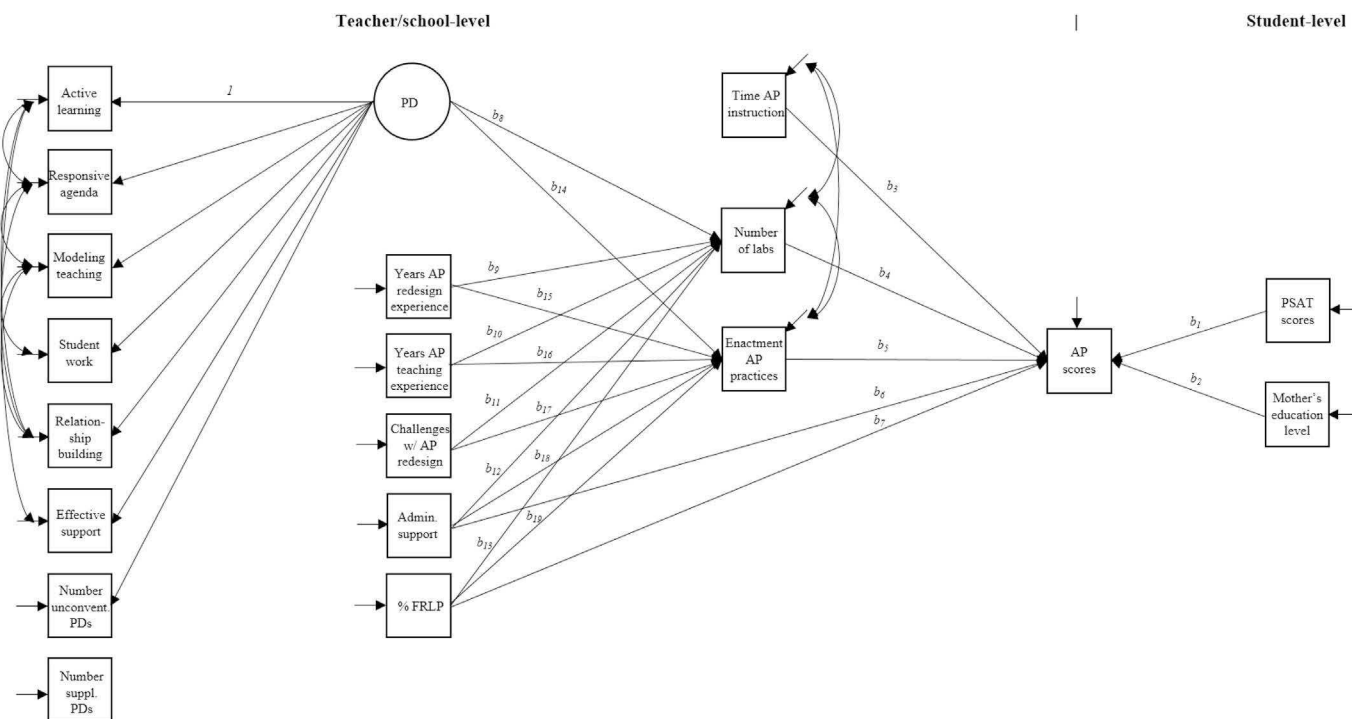 Teacher/school-level
|
Student-level
Active
learning
1
PD
Time AP
instruction
b8
b14
b3
Responsive
agenda
Number
of labs
Modeling
teaching
b4
Years AP
redesign
experience
b9
b15
PSAT
scores
b1
b10
Student
work
Years AP
teaching
experience
b16
Enactment
AP
practices
b5
AP
scores
b2
b11
b17
b6
Mother's
education
level
b7
Relation-
ship
building
Challenges
w/ AP
redesign
b18
b12
Effective
support
Admin.
support
b19
b13
Number
unconvent.
PDs
% FRLP
Number
suppl.
PDs